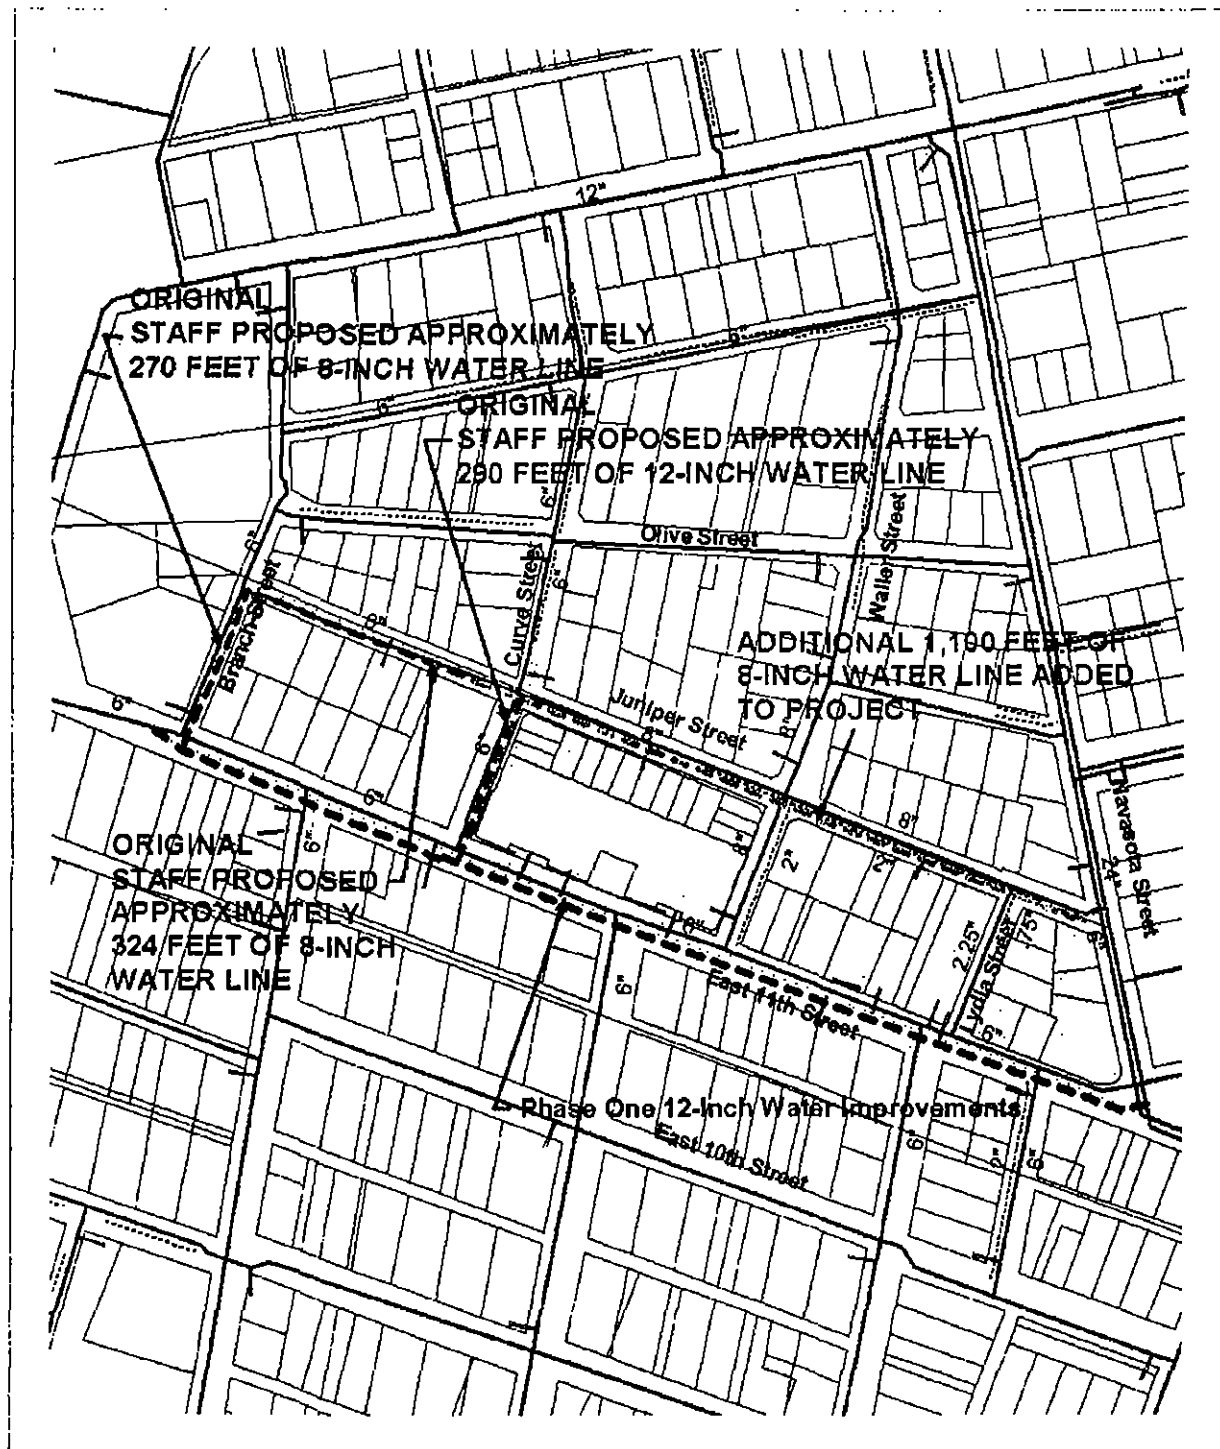 12"
ORIGINAL
STAFF PROPOSED APPROXIMATELY
270 FEET OF 8-INCH WATER LINE
6"
6"
ORIGINAL
STAFF PROPOSED APPROXIMATELY
290 FEET OF 12-INCH WATER LINE
6"
Olive Street
Waller Street
6"
Curve Street
6"
Branch Street
6"
ADDITIONAL 1,100 FEET OF
8-INCH WATER LINE ADDED
TO PROJECT
Juniper Street
8"
8"
6"
6"
6"
8"
8"
2"
2"
Navasota Street
24"
ORIGINAL
STAFF PROPOSED
APPROXIMATELY
324 FEET OF 8-INCH
WATER LINE
6"
2.25"
Lydia Street
East 11th Street
6"
6"
Phase One 12-Inch Water Improvements
East 10th Street
6"
2"
6"